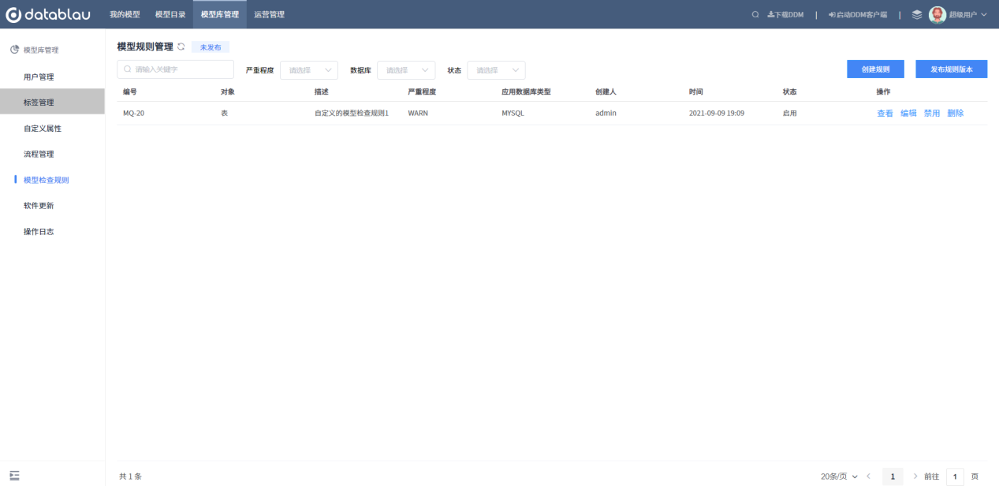 datablau 我的模型 模型目录 模型库管理 运营管理 下载DDM | 启动DDM客户端 | 超级用户
模型库管理
用户管理
标签管理
自定义属性
流程管理
模型检查规则
软件更新
操作日志
模型规则管理 未发布
请输入关键字 严重程度 请选择 数据库 请选择 状态 请选择 创建规则 发布规则版本
编号 对象 描述 严重程度 应用数据库类型 创建人 时间 状态 操作
MQ-20 表 自定义的模型检查规则1 WARN MYSQL admin 2021-09-09 19:09 启用 查看 编辑 禁用 删除
共 1 条 20条/页 1 前往 1 页